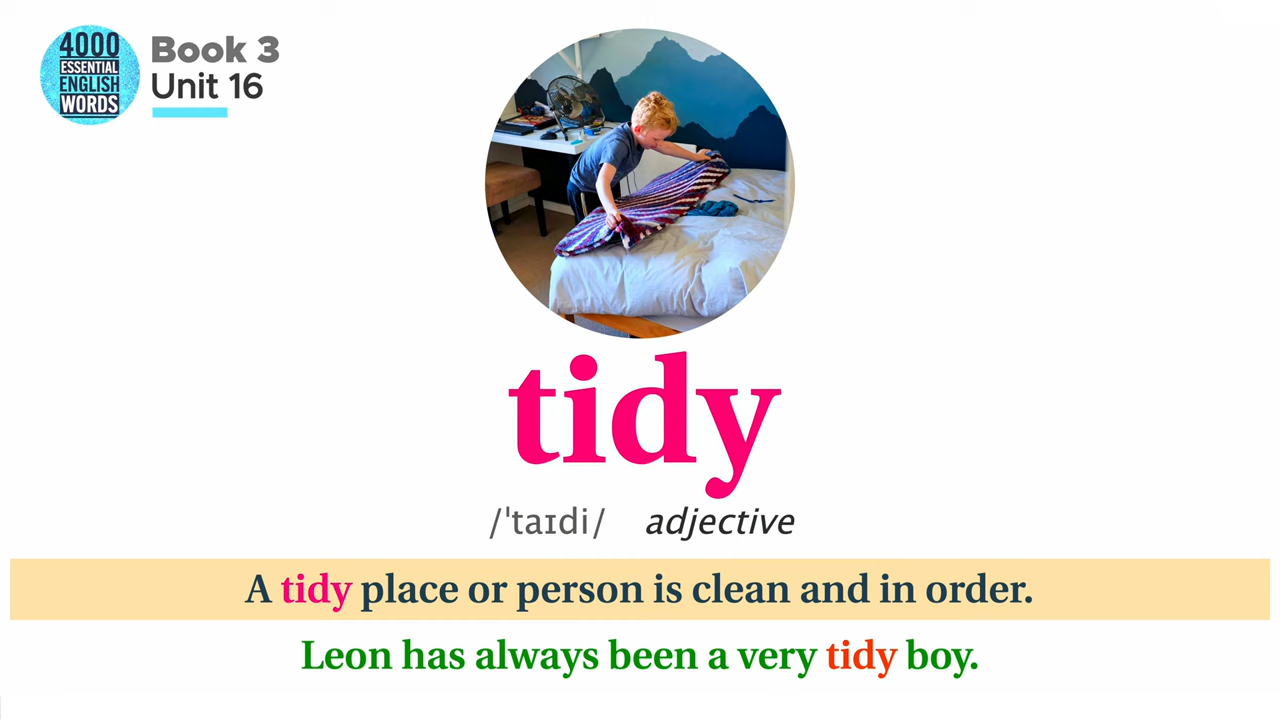 4000
ESSENTIAL
ENGLISH
WORDS
Book 3
Unit 16
tidy
/ˈtaɪdi/ adjective
A tidy place or person is clean and in order.
Leon has always been a very tidy boy.